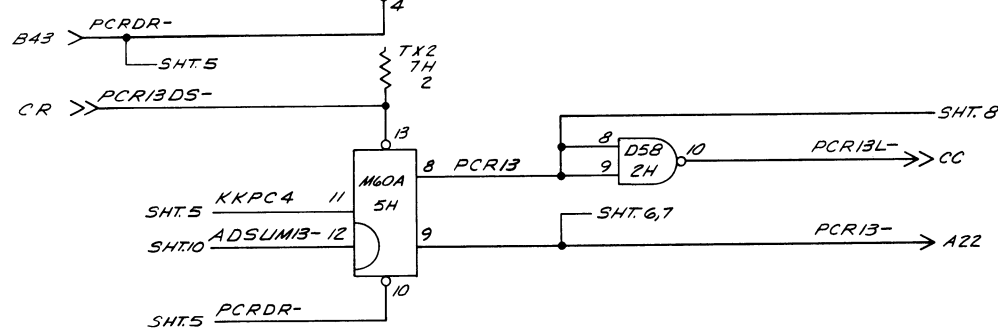 4
B43 PCRDR-
SHT.5
TX2
7H
2
CR PCR13DS-
13
SHT.8
8 D58 10 PCR13L- CC
9 2H
M60A 8 PCR13
5H
SHT.5 KKPC4 11
SHT.6,7
SHT.10 ADSUM13- 12 9 PCR13- A22
10
SHT.5 PCRDR-